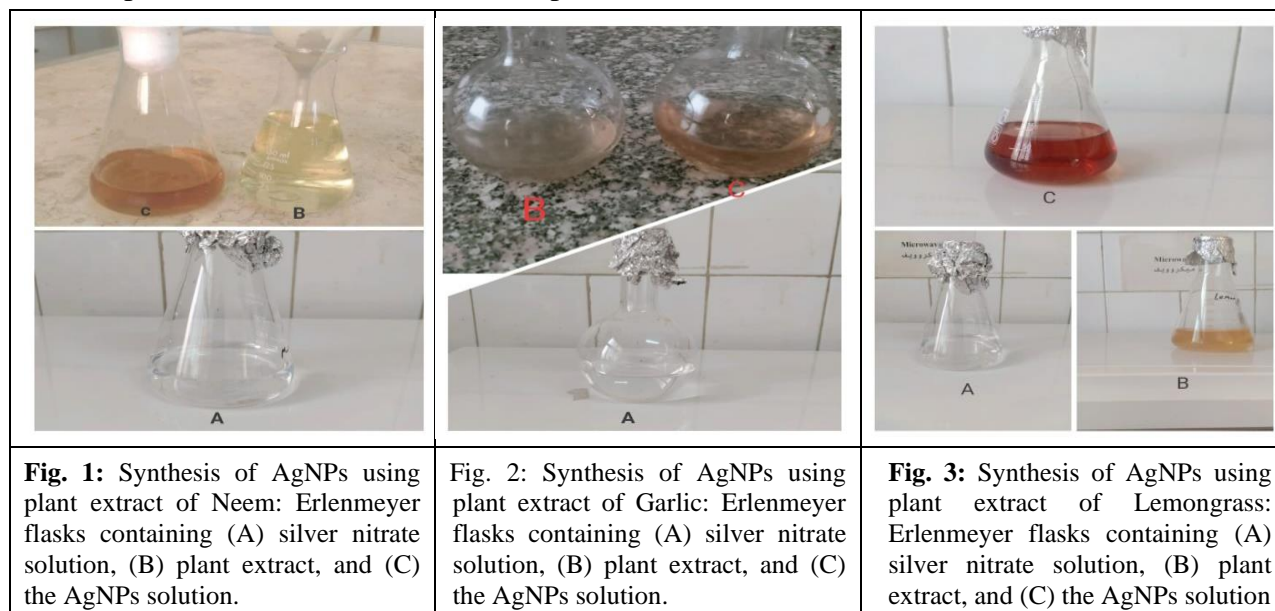 c
B
A
B
C
A
C
Microwave
ميكروويف
A
B
Fig. 1: Synthesis of AgNPs using
plant extract of Neem: Erlenmeyer
flasks containing (A) silver nitrate
solution, (B) plant extract, and (C)
the AgNPs solution.
Fig. 2: Synthesis of AgNPs using
plant extract of Garlic: Erlenmeyer
flasks containing (A) silver nitrate
solution, (B) plant extract, and (C)
the AgNPs solution.
Fig. 3: Synthesis of AgNPs using
plant extract of Lemongrass:
Erlenmeyer flasks containing (A)
silver nitrate solution, (B) plant
extract, and (C) the AgNPs solution